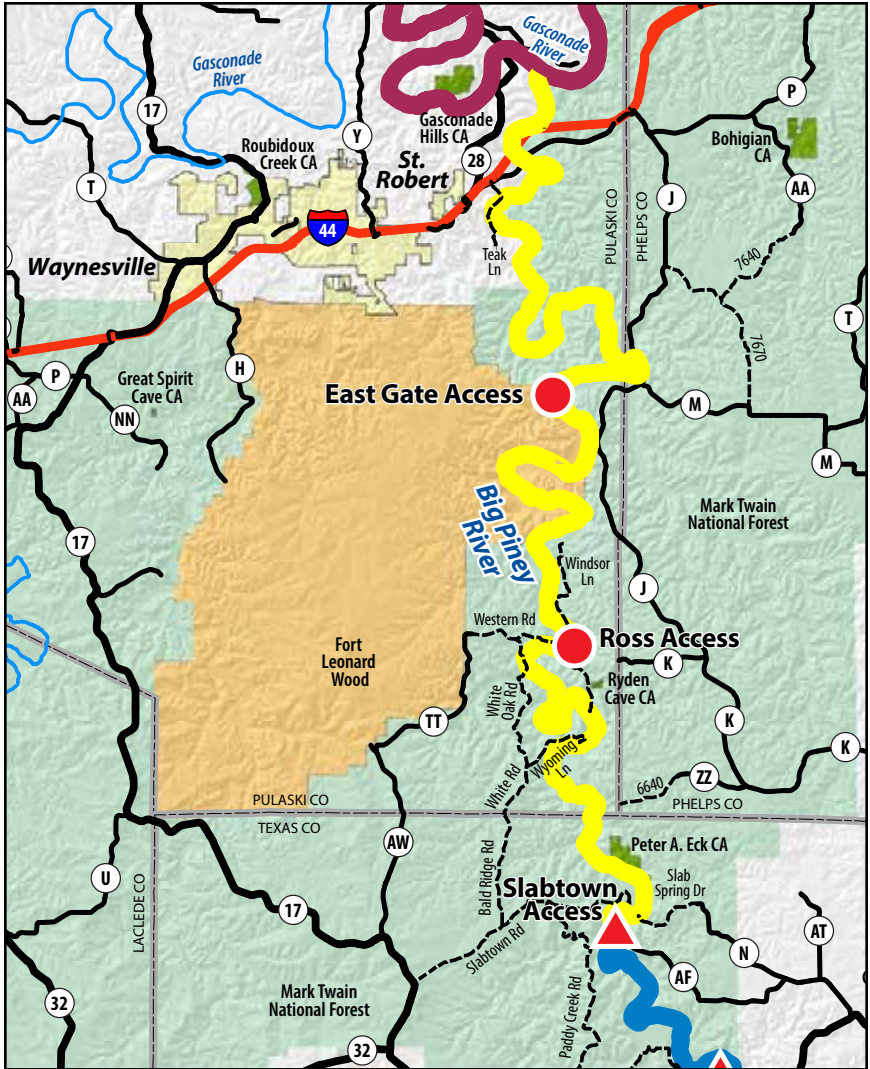 Gasconade
River
Gasconade
River
17
P
Gasconade
Hills CA
Bohigian
CA
Roubidoux
Creek CA
Y
St.
Robert
28
T
J
AA
PULASKI CO
PHELPS CO
44
Teak
Ln
7640
Waynesville
T
7670
H
P
Great Spirit
Cave CA
AA
NN
East Gate Access
M
M
Big Piney
River
Mark Twain
National Forest
17
Windsor
Ln
J
Western Rd
Ross Access
Fort
Leonard
Wood
K
Ryden
Cave CA
White
Oak Rd
TT
K
K
Wyoming
Ln
White Rd
ZZ
6640
PULASKI CO
PHELPS CO
TEXAS CO
AW
Peter A. Eck CA
U
Bald Ridge Rd
Slab
Spring Dr
Slabtown
Access
17
LACLEDE CO
AT
Slabtown Rd
N
AF
32
Mark Twain
National Forest
Paddy Creek Rd
32